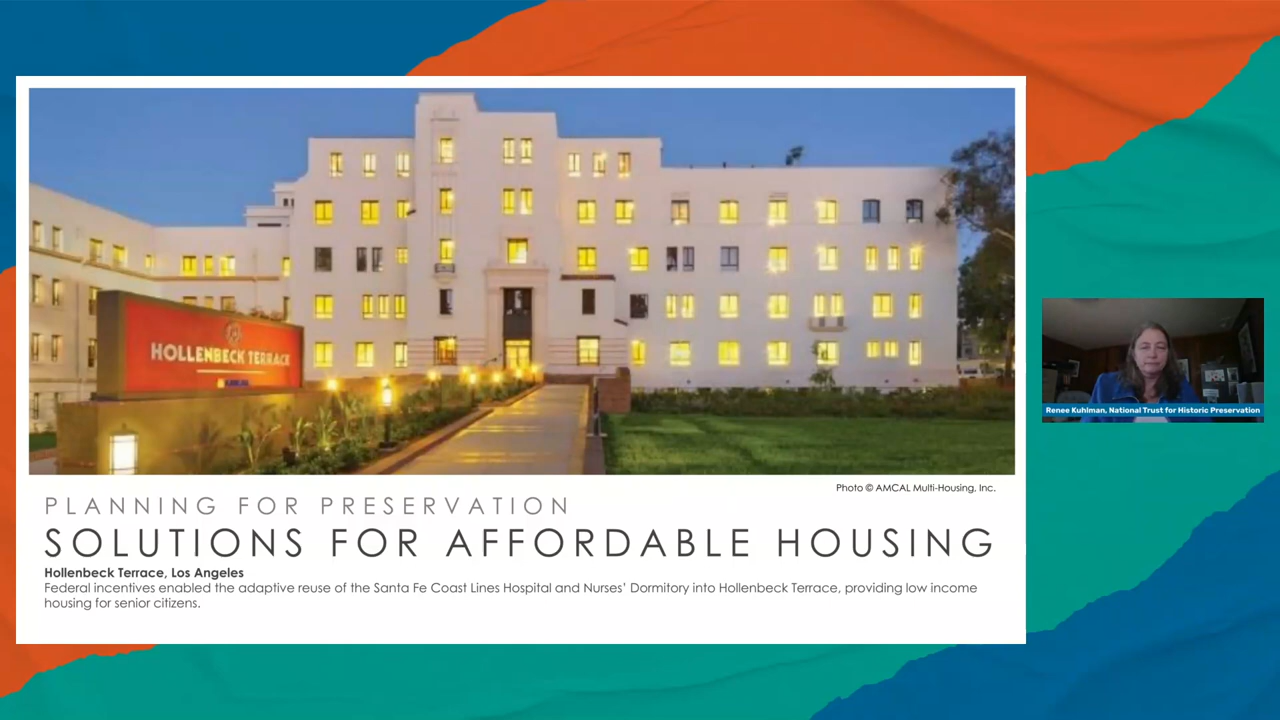 HOLLENBECK TERRACE
AMCAL
Photo © AMCAL Multi-Housing, Inc.
PLANNING FOR PRESERVATION
SOLUTIONS FOR AFFORDABLE HOUSING
Hollenbeck Terrace, Los Angeles
Federal incentives enabled the adaptive reuse of the Santa Fe Coast Lines Hospital and Nurses’ Dormitory into Hollenbeck Terrace, providing low income
housing for senior citizens.
Renee Kuhlman, National Trust for Historic Preservation